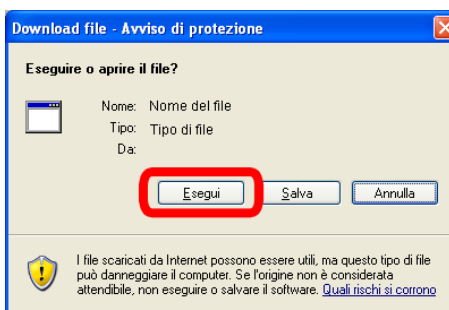 Download file - Avviso di protezione
Eseguire o aprire il file?
Nome: Nome del file
Tipo: Tipo di file
Da:
Esegui Salva Annulla
I file scaricati da Internet possono essere utili, ma questo tipo di file
può danneggiare il computer. Se l'origine non è considerata
attendibile, non eseguire o salvare il software. Quali rischi si corrono